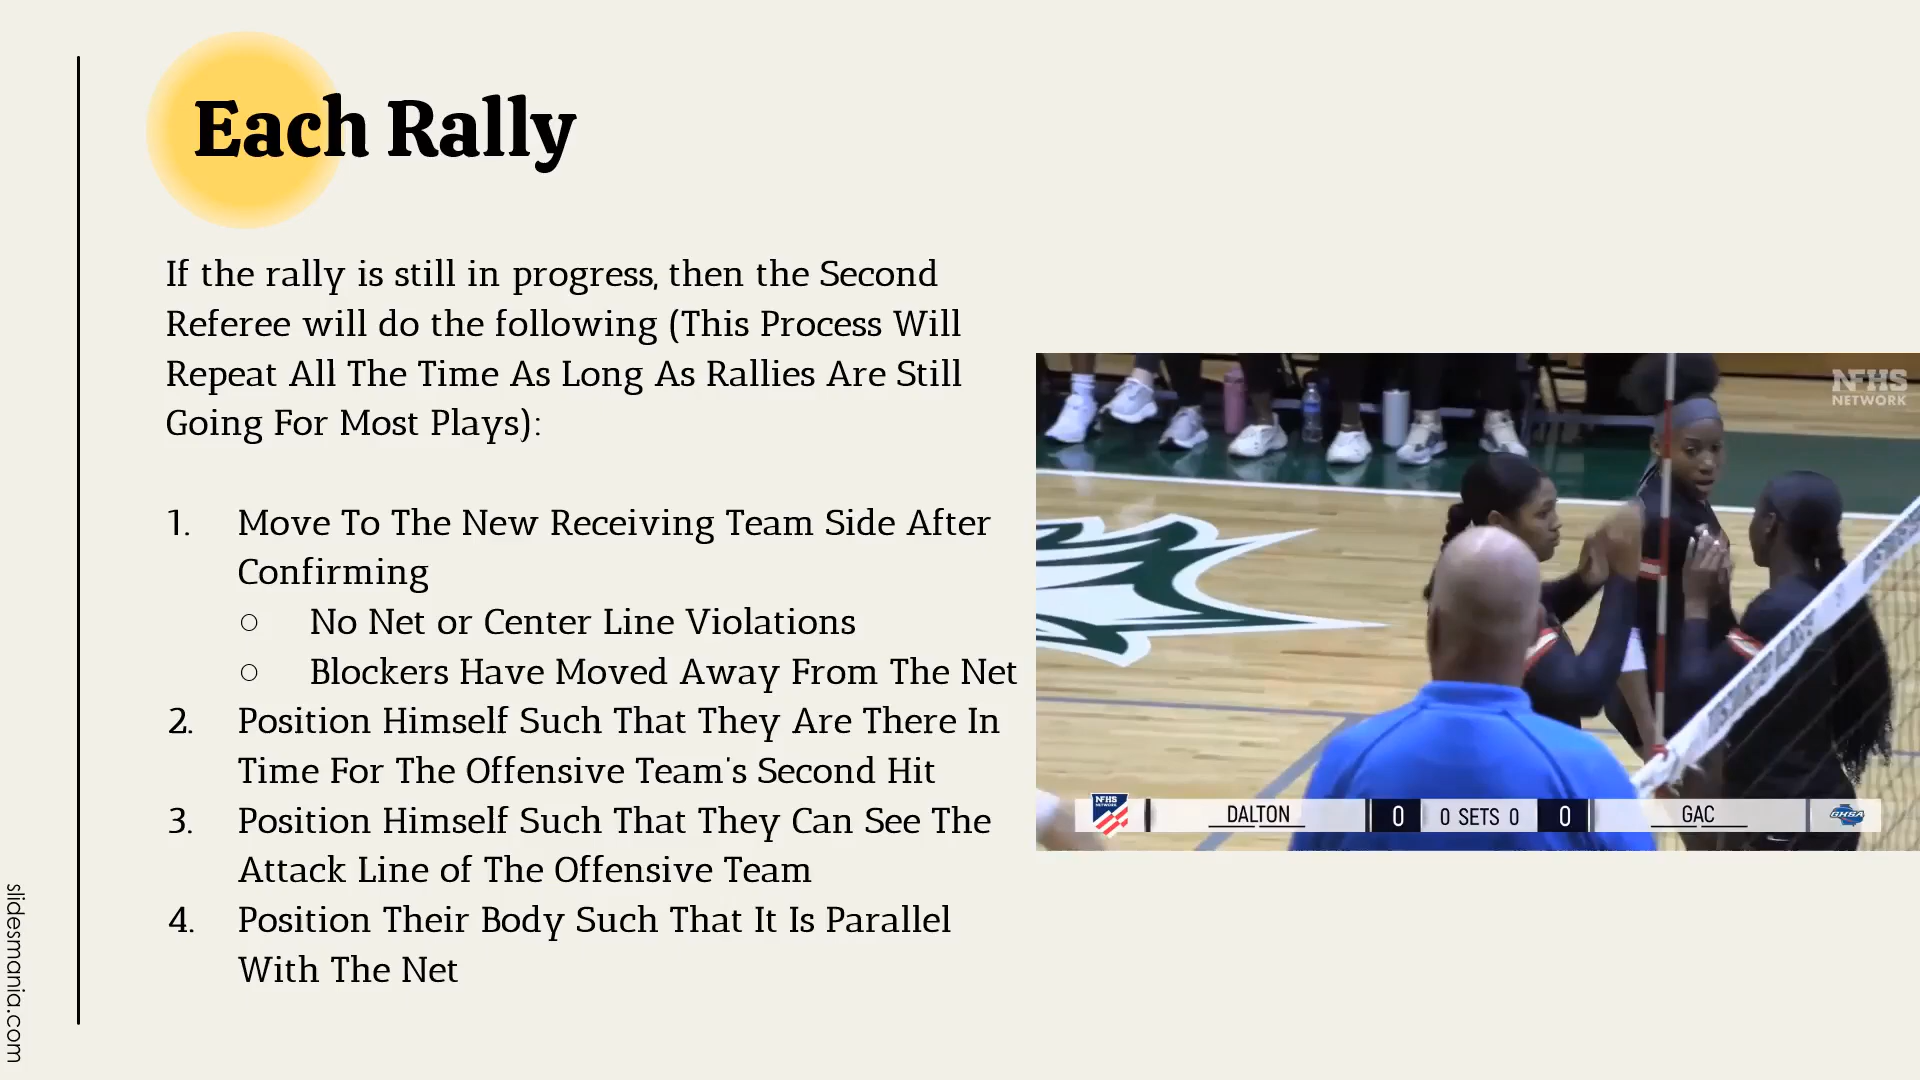 Each Rally
If the rally is still in progress, then the Second
Referee will do the following (This Process Will
Repeat All The Time As Long As Rallies Are Still
Going For Most Plays):
1. Move To The New Receiving Team Side After
Confirming
○ No Net or Center Line Violations
○ Blockers Have Moved Away From The Net
2. Position Himself Such That They Are There In
Time For The Offensive Team's Second Hit
3. Position Himself Such That They Can See The
Attack Line of The Offensive Team
4. Position Their Body Such That It Is Parallel
With The Net
NFHS
NETWORK
NFHS
NETWORK
DALTON 0 0 SETS 0 0 GAC
GHSA
slidesmania.com